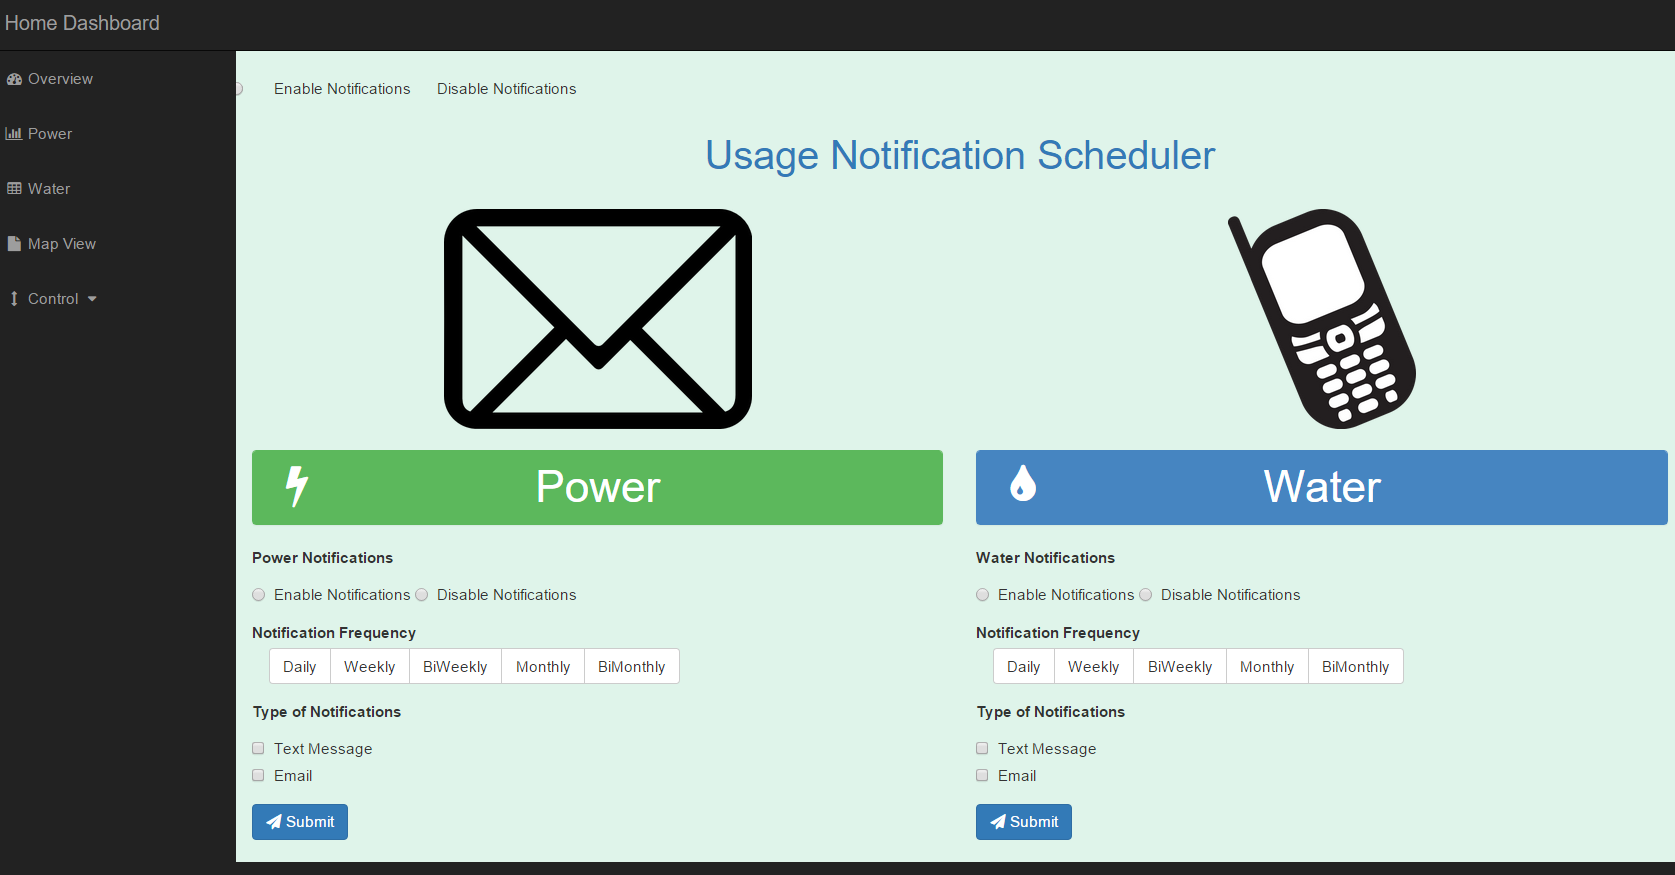 Home Dashboard
Overview
Power
Water
Map View
Control
Enable Notifications Disable Notifications
Usage Notification Scheduler
Power
Water
Power Notifications
Enable Notifications Disable Notifications
Notification Frequency
Daily Weekly BiWeekly Monthly BiMonthly
Type of Notifications
Text Message
Email
Submit
Water Notifications
Enable Notifications Disable Notifications
Notification Frequency
Daily Weekly BiWeekly Monthly BiMonthly
Type of Notifications
Text Message
Email
Submit